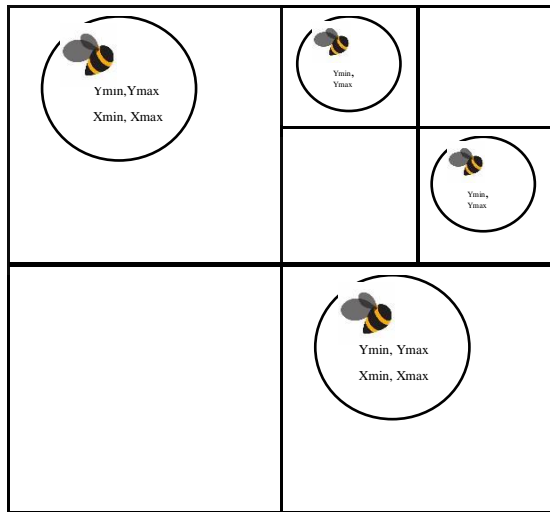 Ymin,Ymax
Xmin, Xmax
Ymin,
Ymax
Ymin,
Ymax
Ymin, Ymax
Xmin, Xmax